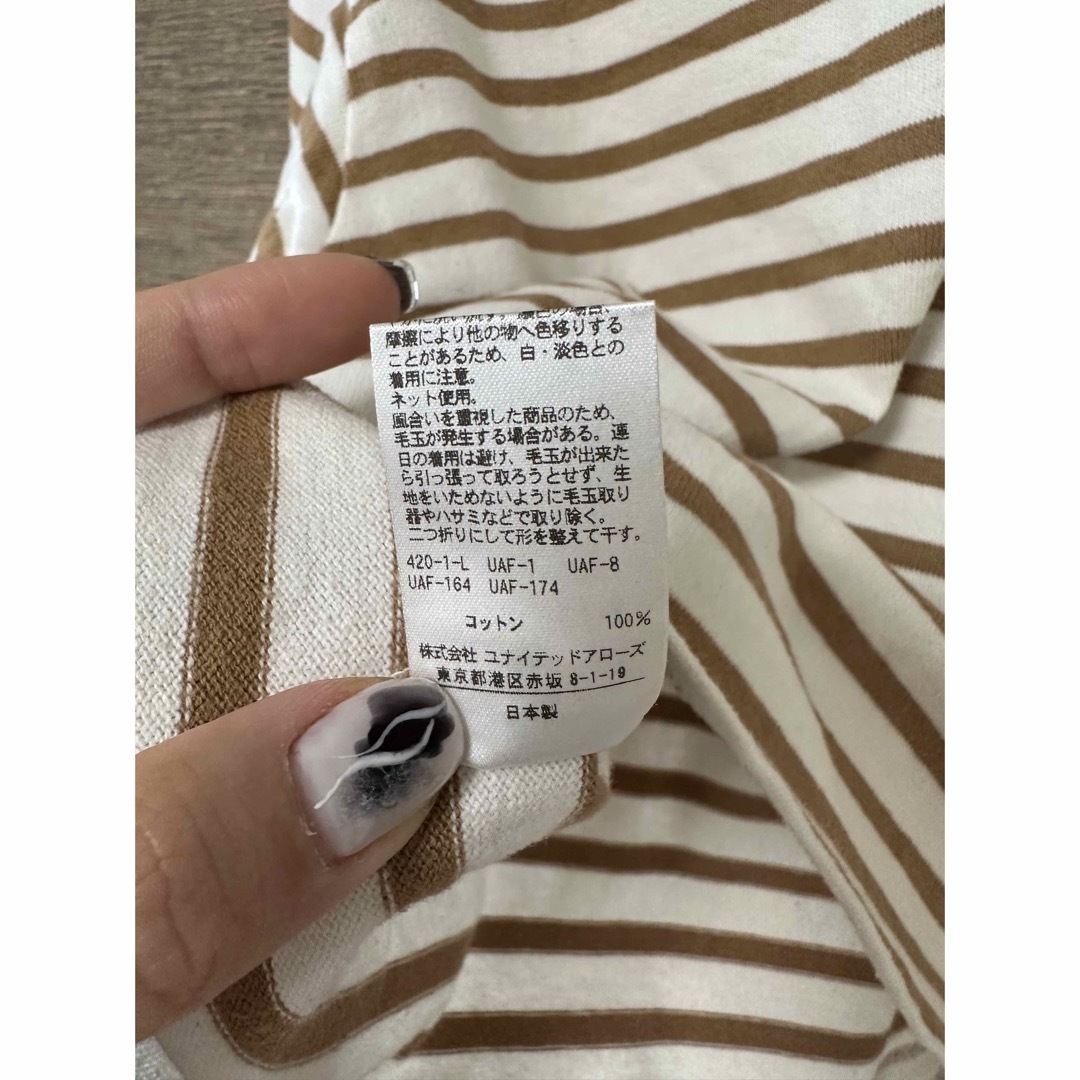 摩擦により他の物へ色移りする
ことがあるため、白・淡色との
着用に注意。
ネット使用。
風合いを重視した商品のため、
毛玉が発生する場合がある。連
日の着用は避け、毛玉が出来た
ら引っ張って取ろうとせず、生
地をいためないように毛玉取り
器やハサミなどで取り除く。
二つ折りにして形を整えて干す。
420-1-L UAF-1 UAF-8
UAF-164 UAF-174
コットン 100%
株式会社 ユナイテッドアローズ
東京都港区赤坂 8-1-19
日本製